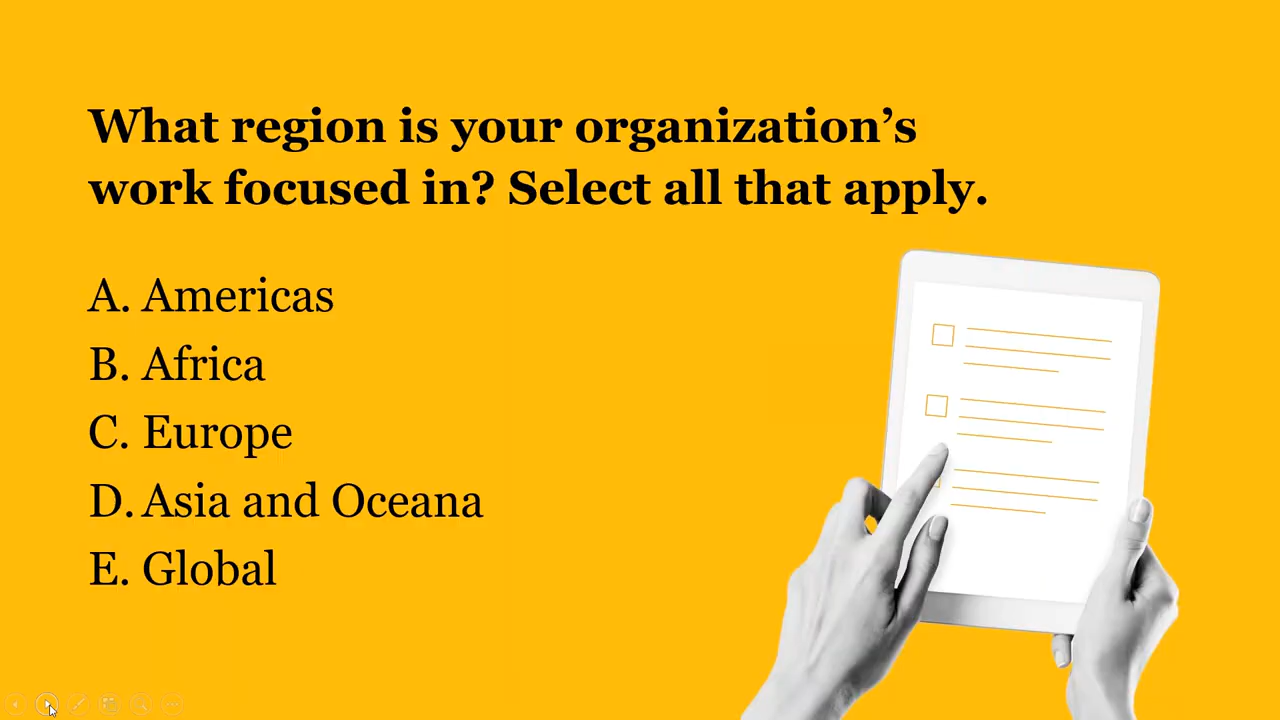 What region is your organization’s
work focused in? Select all that apply.
A. Americas
B. Africa
C. Europe
D. Asia and Oceana
E. Global